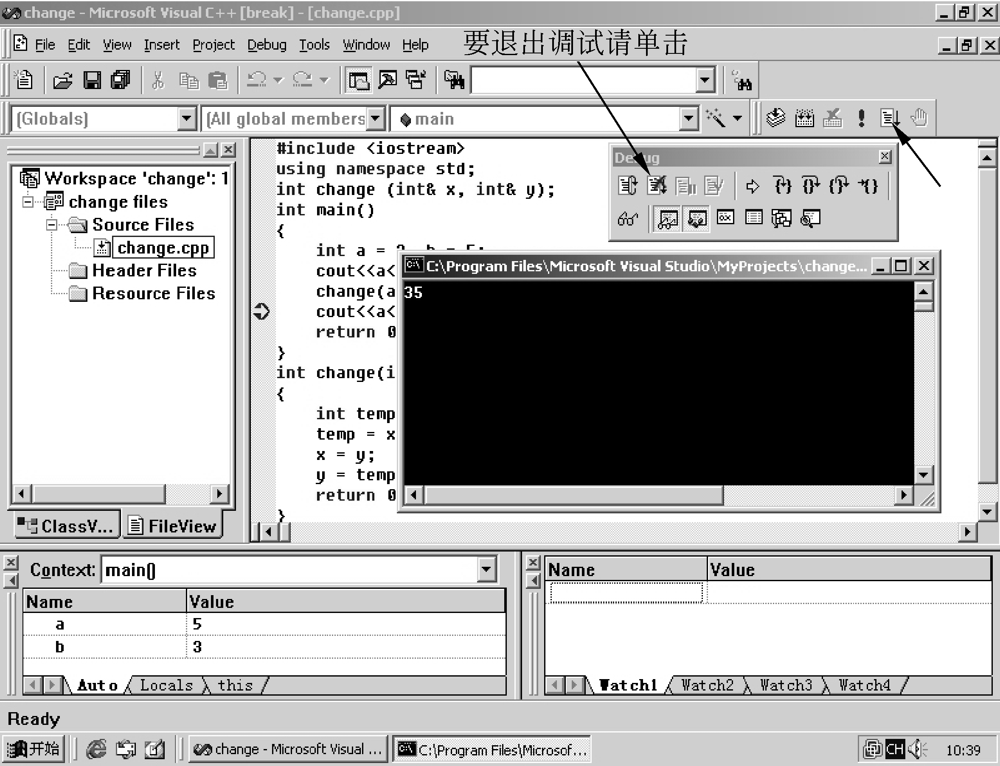 change - Microsoft Visual C++ [break] - [change.cpp]
File Edit View Insert Project Debug Tools Window Help
要退出调试请单击
(Globals) (All global members main
Workspace 'change': 1
change files
Source Files
change.cpp
Header Files
Resource Files
ClassV... FileView
#include <iostream>
using namespace std;
int change (int& x, int& y);
int main()
{
int a =
cout<<a<
change(a
cout<<a<
return 0
}
int change(i
{
int temp
temp = x
x = y;
y = temp
return 0
}
Debug
C:\Program Files\Microsoft Visual Studio\MyProjects\change...
35
Context: main()
Name Value
a 5
b 3
Auto Locals this
Name Value
Watch1 Watch2 Watch3 Watch4
Ready
开始 change - Microsoft Visual ... C:\Program Files\Microsof... CH 10:39